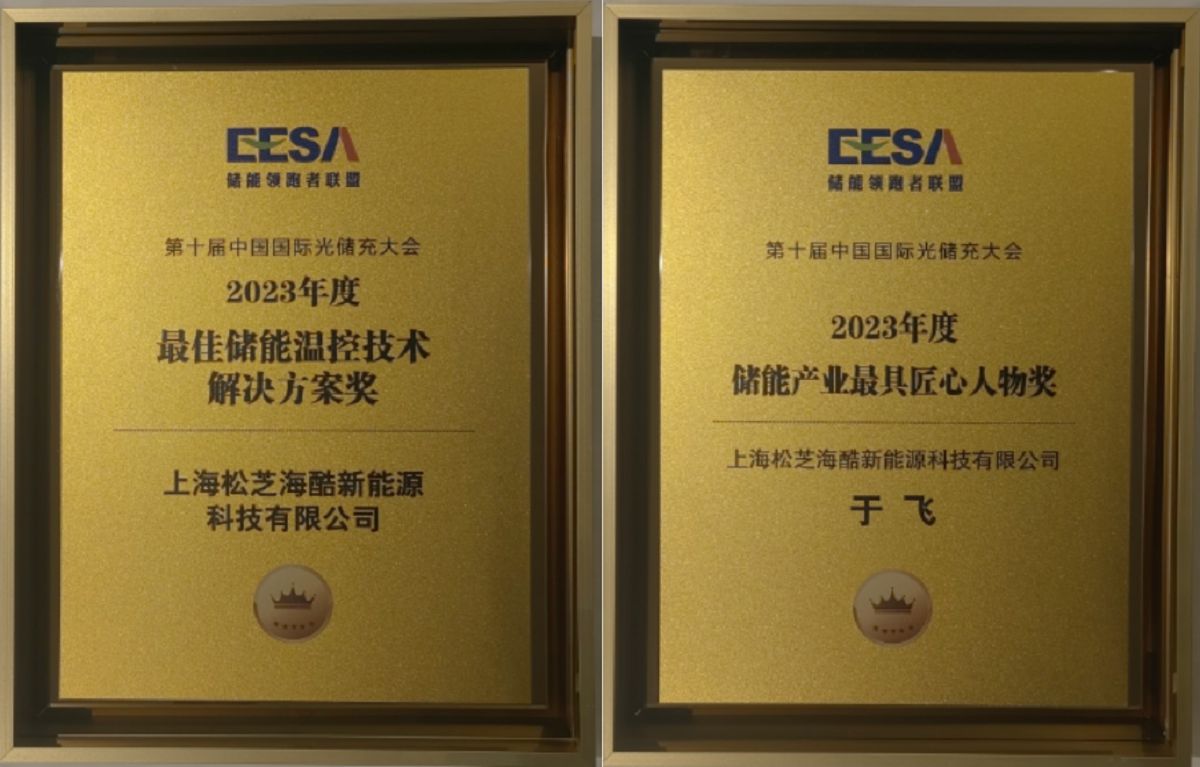 EESA
储能领跑者联盟
第十届中国国际光储充大会
2023年度
最佳储能温控技术
解决方案奖
上海松芝海酷新能源
科技有限公司
EESA
储能领跑者联盟
第十届中国国际光储充大会
2023年度
储能产业最具匠心人物奖
上海松芝海酷新能源科技有限公司
于 飞